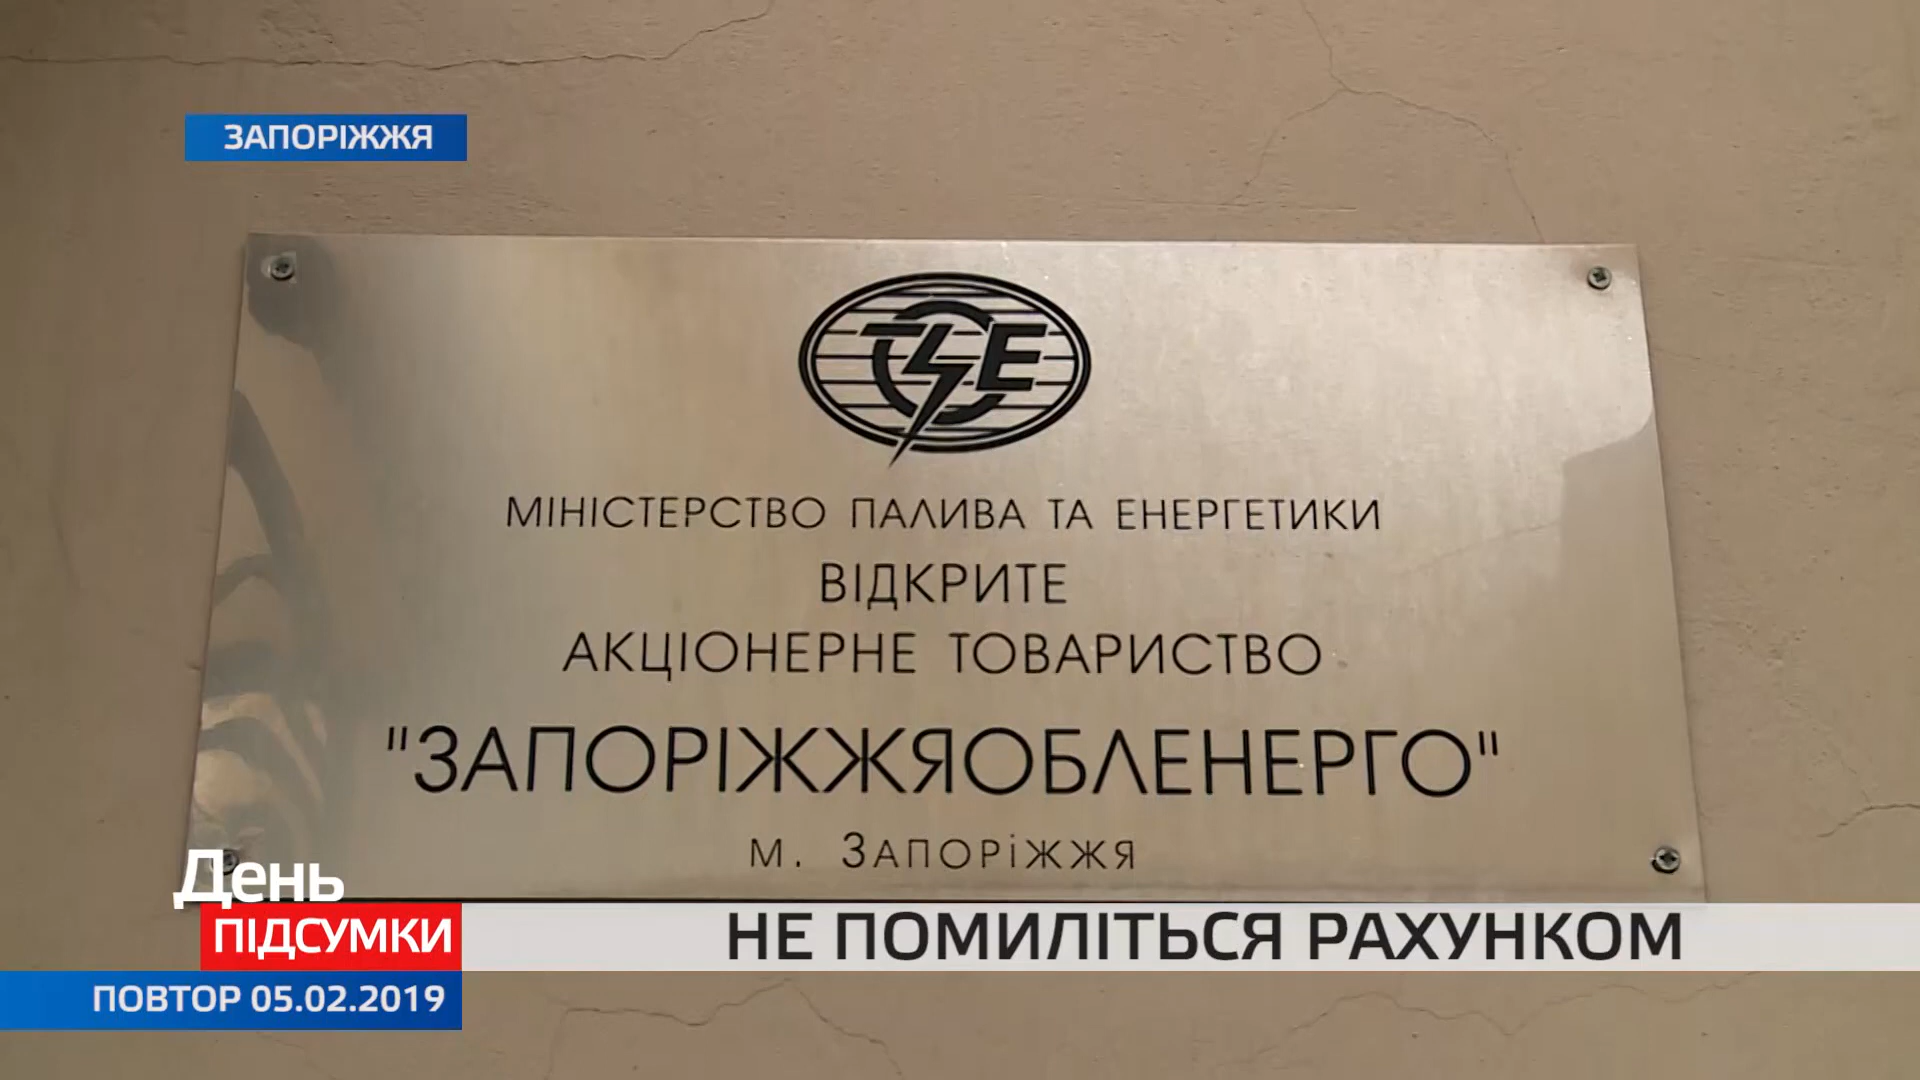 ЗАПОРІЖЖЯ
Е
МІНІСТЕРСТВО ПАЛИВА ТА ЕНЕРГЕТИКИ
ВІДКРИТЕ
АКЦІОНЕРНЕ ТОВАРИСТВО
"ЗАПОРІЖЖЯОБЛЕНЕРГО"
м. Запоріжжя
День
ПІДСУМКИ
НЕ ПОМИЛІТЬСЯ РАХУНКОМ
ПОВТОР 05.02.2019